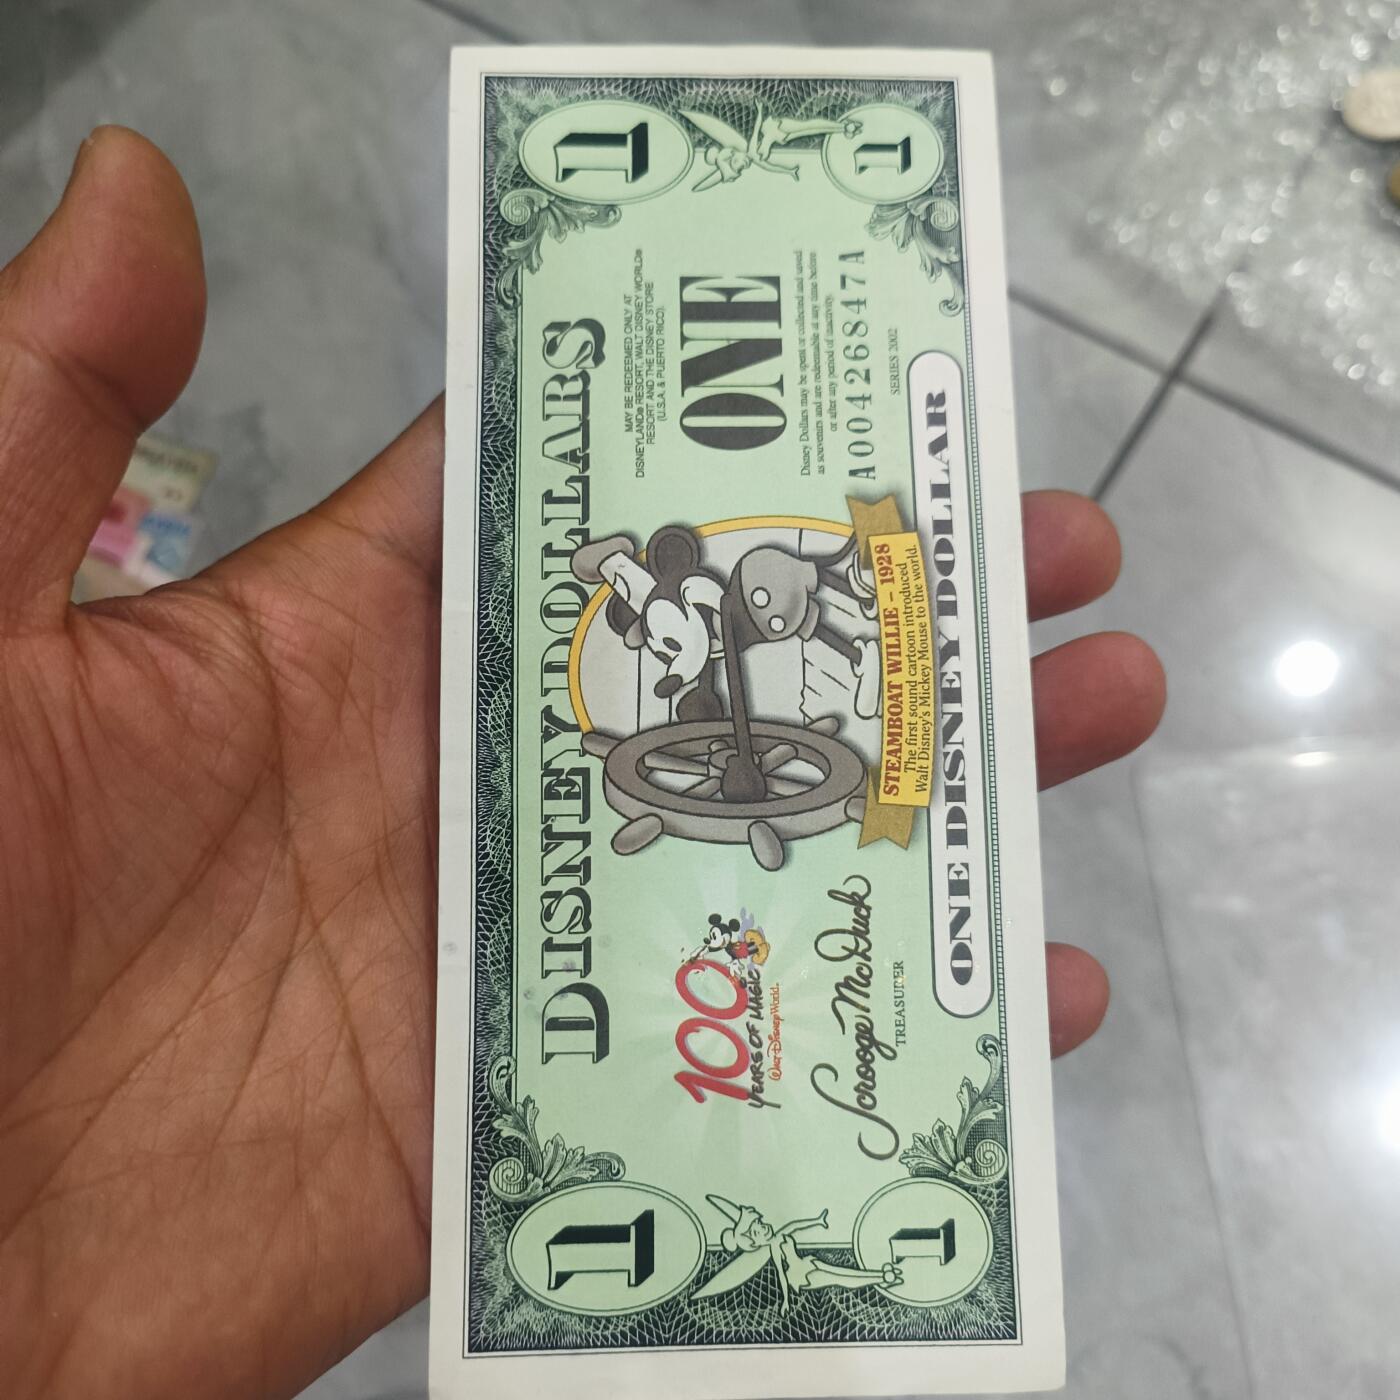 1
1
DISNEY DOLLARS
MAY BE REDEEMED ONLY AT
DISNEYLAND® RESORT, WALT DISNEY WORLD®
RESORT AND THE DISNEY STORE
(U.S.A. & PUERTO RICO).
100
YEARS OF MAGIC
Walt Disney World.
ONE
Disney Dollars may be spent or collected and saved
as souvenirs and are redeemable at any time before
or after any period of inactivity.
A00426847A
SERIES 2002
Scrooge McDuck
TREASURER
STEAMBOAT WILLIE – 1928
The first sound cartoon introduced
Walt Disney's Mickey Mouse to the world.
ONE DISNEY DOLLAR
1
1